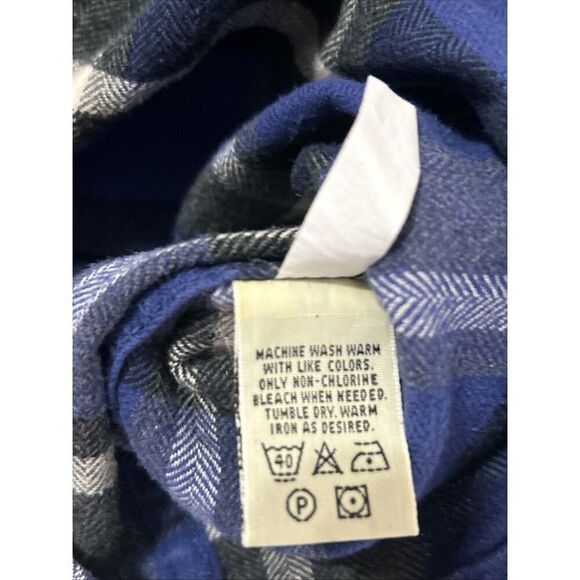 MACHINE WASH WARM
WITH LIKE COLORS.
ONLY NON-CHLORINE
BLEACH WHEN NEEDED.
TUMBLE DRY. WARM
IRON AS DESIRED.
40
P